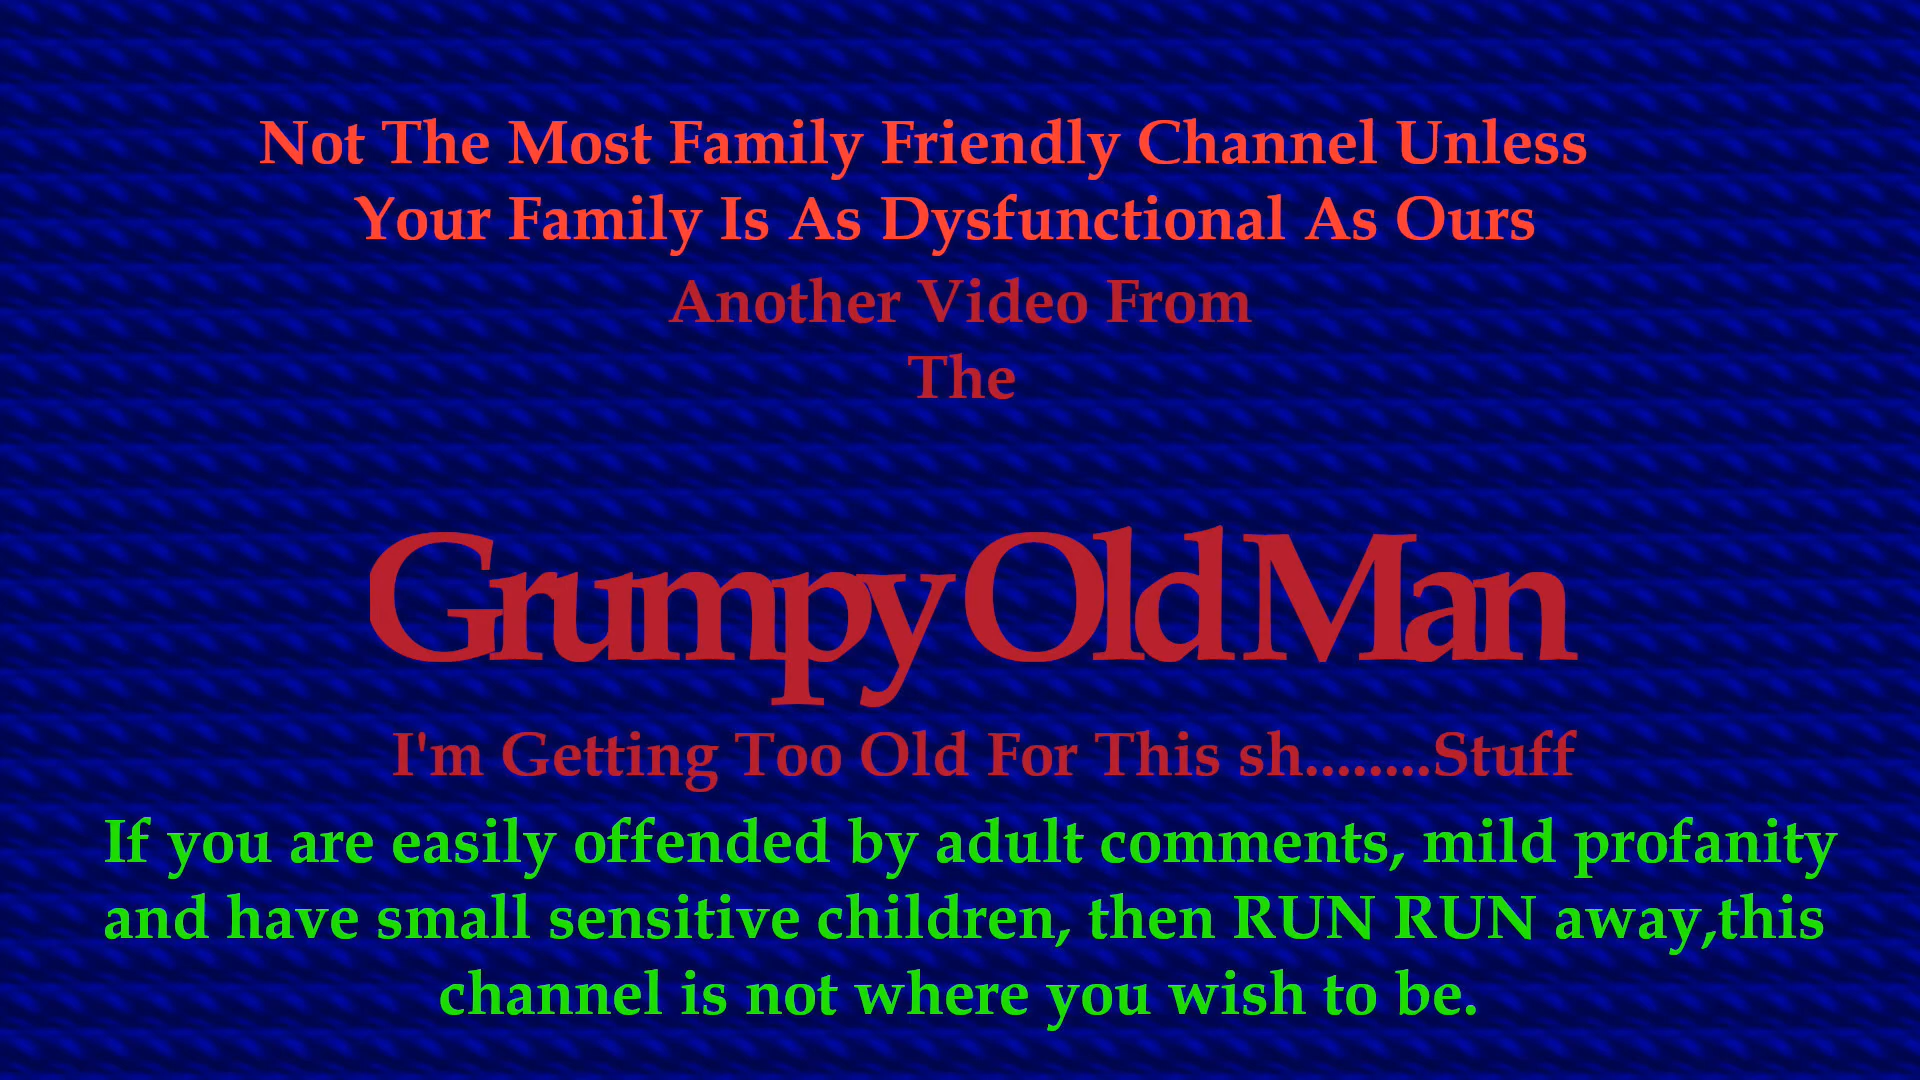 Not The Most Family Friendly Channel Unless
Your Family Is As Dysfunctional As Ours
Another Video From
The
Grumpy Old Man
I'm Getting Too Old For This sh........Stuff
If you are easily offended by adult comments, mild profanity
and have small sensitive children, then RUN RUN away,this
channel is not where you wish to be.